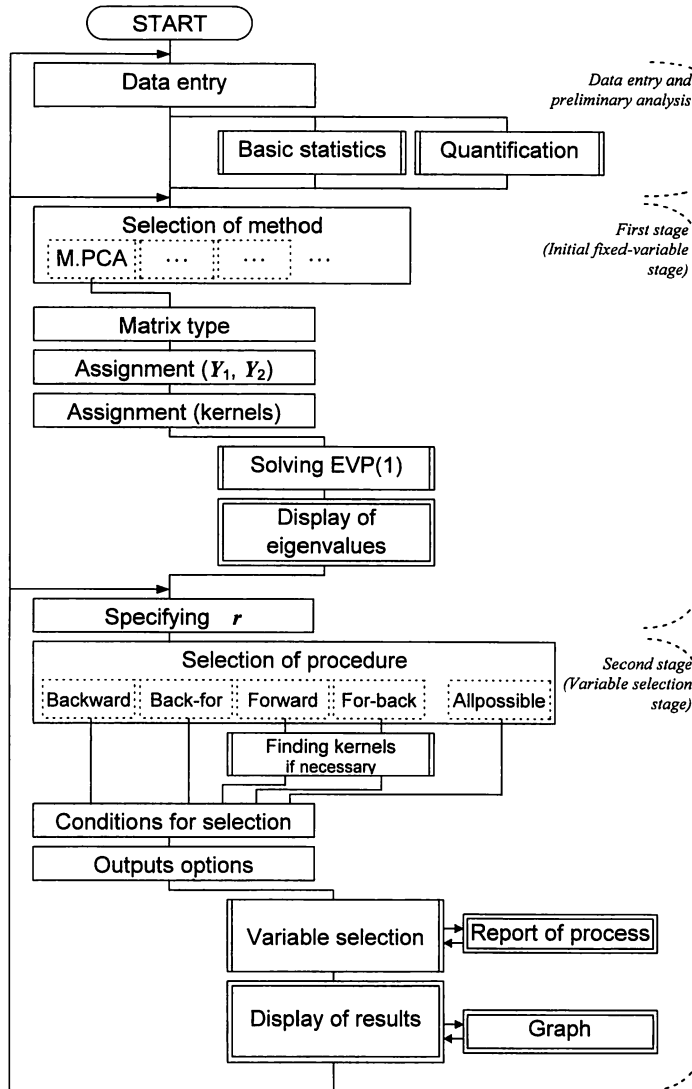 START
Data entry
Data entry and
preliminary analysis
Basic statistics
Quantification
Selection of method
M.PCA
...
...
...
First stage
(Initial fixed-variable
stage)
Matrix type
Assignment (Y1, Y2)
Assignment (kernels)
Solving EVP(1)
Display of
eigenvalues
Specifying r
Selection of procedure
Backward
Back-for
Forward
For-back
Allpossible
Second stage
(Variable selection
stage)
Finding kernels
if necessary
Conditions for selection
Outputs options
Variable selection
Report of process
Display of results
Graph